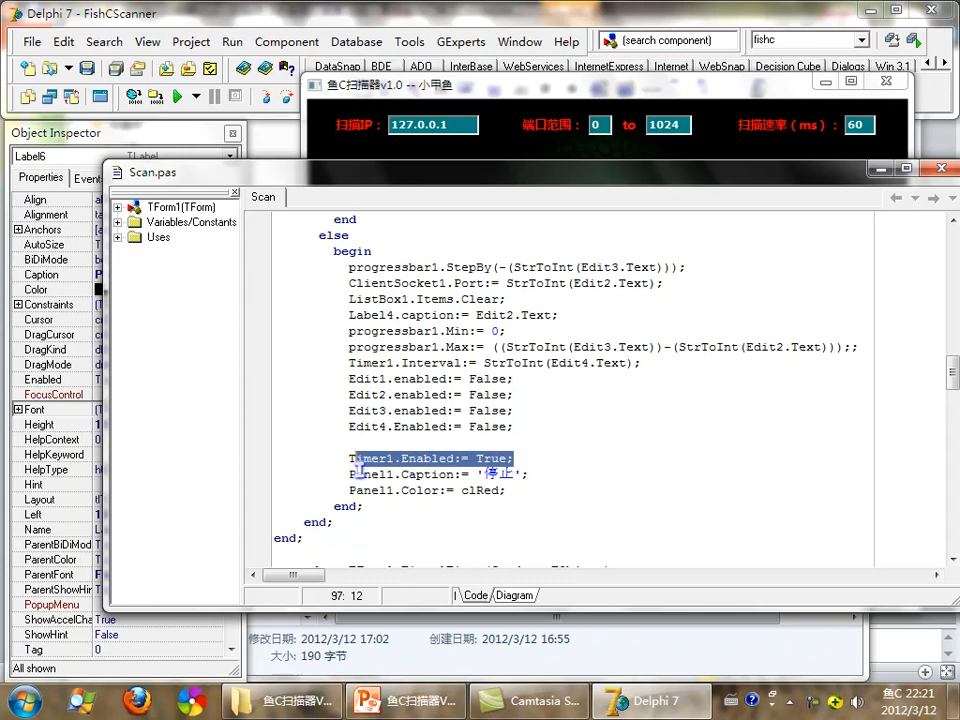 Delphi 7 - FishCScanner
File Edit Search View Project Run Component Database Tools GExperts Window Help
(search component)
fishc
DataSnap BDE ADO InterBase WebServices InternetExpress Internet WebSnap Decision Cube Dialogs Win 3.1
鱼C扫描器v1.0 -- 小甲鱼
扫描IP： 127.0.0.1 端口范围： 0 to 1024 扫描速率（ms）： 60
Object Inspector
Label6 TLabel
Properties Events
Align
Alignment
Anchors
AutoSize
BiDiMode
Caption
Color
Constraints
Cursor
DragCursor
DragKind
DragMode
Enabled
FocusControl
Font
Height
HelpContext
HelpKeyword
HelpType
Hint
Layout
Left
Name
ParentBiDiMod
ParentColor
ParentFont
ParentShowHin
PopupMenu
ShowAccelCha True
ShowHint False
Tag 0
All shown
Scan.pas
Scan
TForm1(TForm)
Variables/Constants
Uses
end
else
begin
progressbar1.StepBy(-(StrToInt(Edit3.Text)));
ClientSocket1.Port:= StrToInt(Edit2.Text);
ListBox1.Items.Clear;
Label4.caption:= Edit2.Text;
progressbar1.Min:= 0;
progressbar1.Max:= ((StrToInt(Edit3.Text))-(StrToInt(Edit2.Text)));;
Timer1.Interval:= StrToInt(Edit4.Text);
Edit1.enabled:= False;
Edit2.enabled:= False;
Edit3.enabled:= False;
Edit4.Enabled:= False;
Timer1.Enabled:= True;
Panel1.Caption:= '停止';
Panel1.Color:= clRed;
end;
end;
end;
97: 12
Code Diagram
修改日期: 2012/3/12 17:02 创建日期: 2012/3/12 16:55
大小: 190 字节
鱼C扫描器V... 鱼C扫描器V... Camtasia S... Delphi 7
鱼C 22:21
2012/3/12